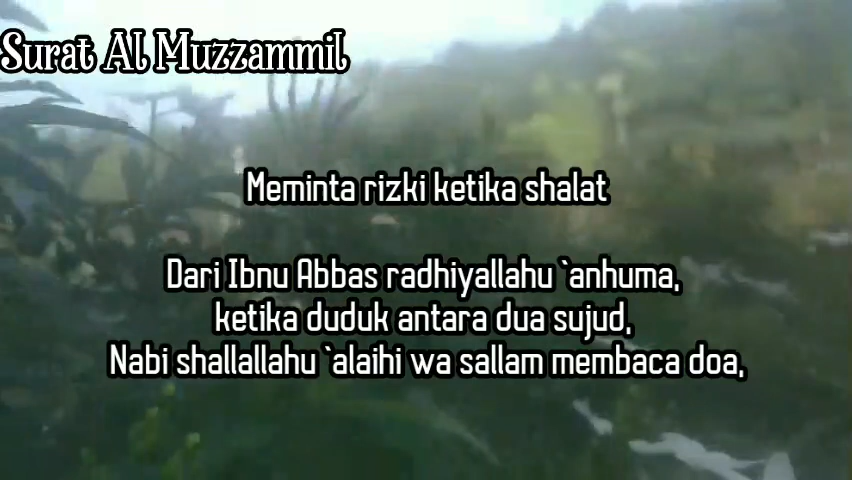 Surat Al Muzzammil
Meminta rizki ketika shalat
Dari Ibnu Abbas radhiyallahu `anhuma,
ketika duduk antara dua sujud,
Nabi shallallahu `alaihi wa sallam membaca doa,